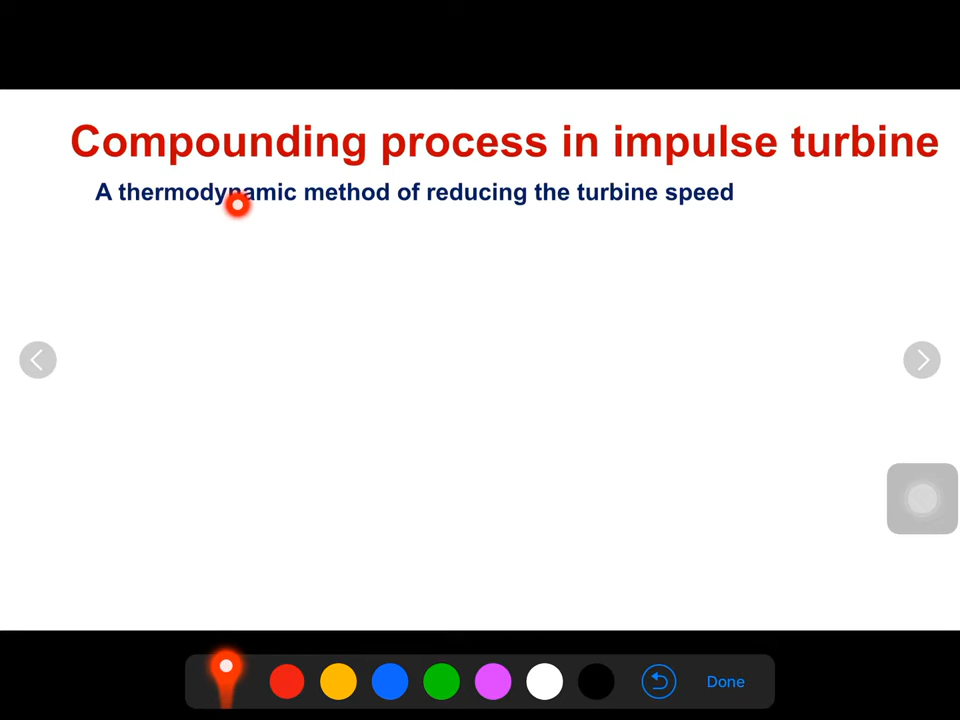 Compounding process in impulse turbine
A thermodynamic method of reducing the turbine speed
Done